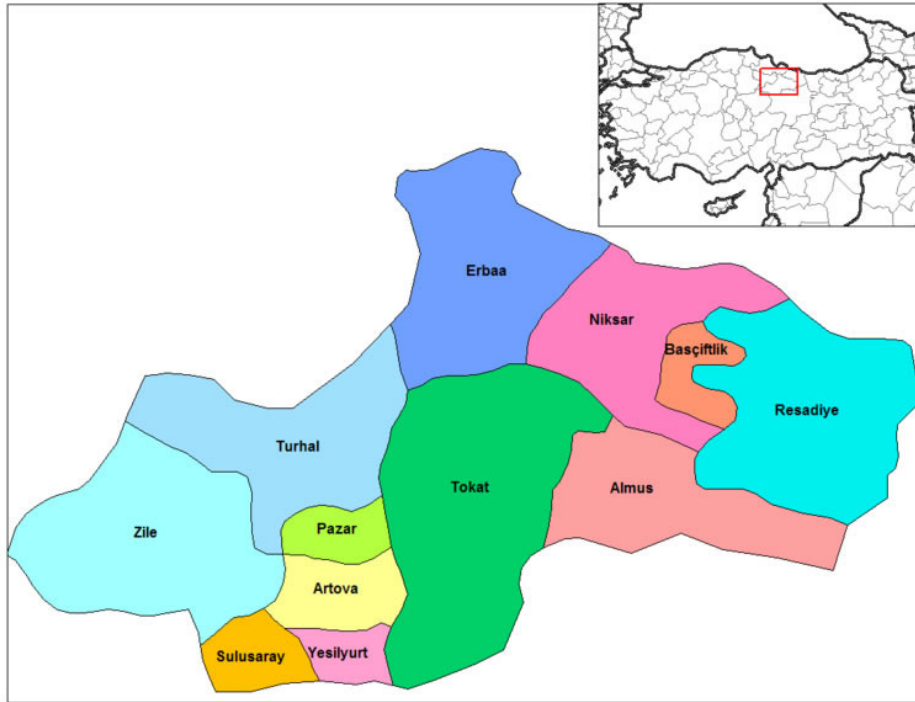 Erbaa
Niksar
Basçiftlik
Resadiye
Turhal
Tokat
Almus
Zile
Pazar
Artova
Sulusaray
Yesilyurt